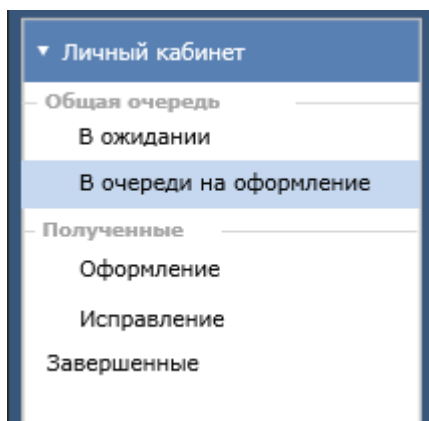 Личный кабинет
Общая очередь
В ожидании
В очереди на оформление
Полученные
Оформление
Исправление
Завершенные